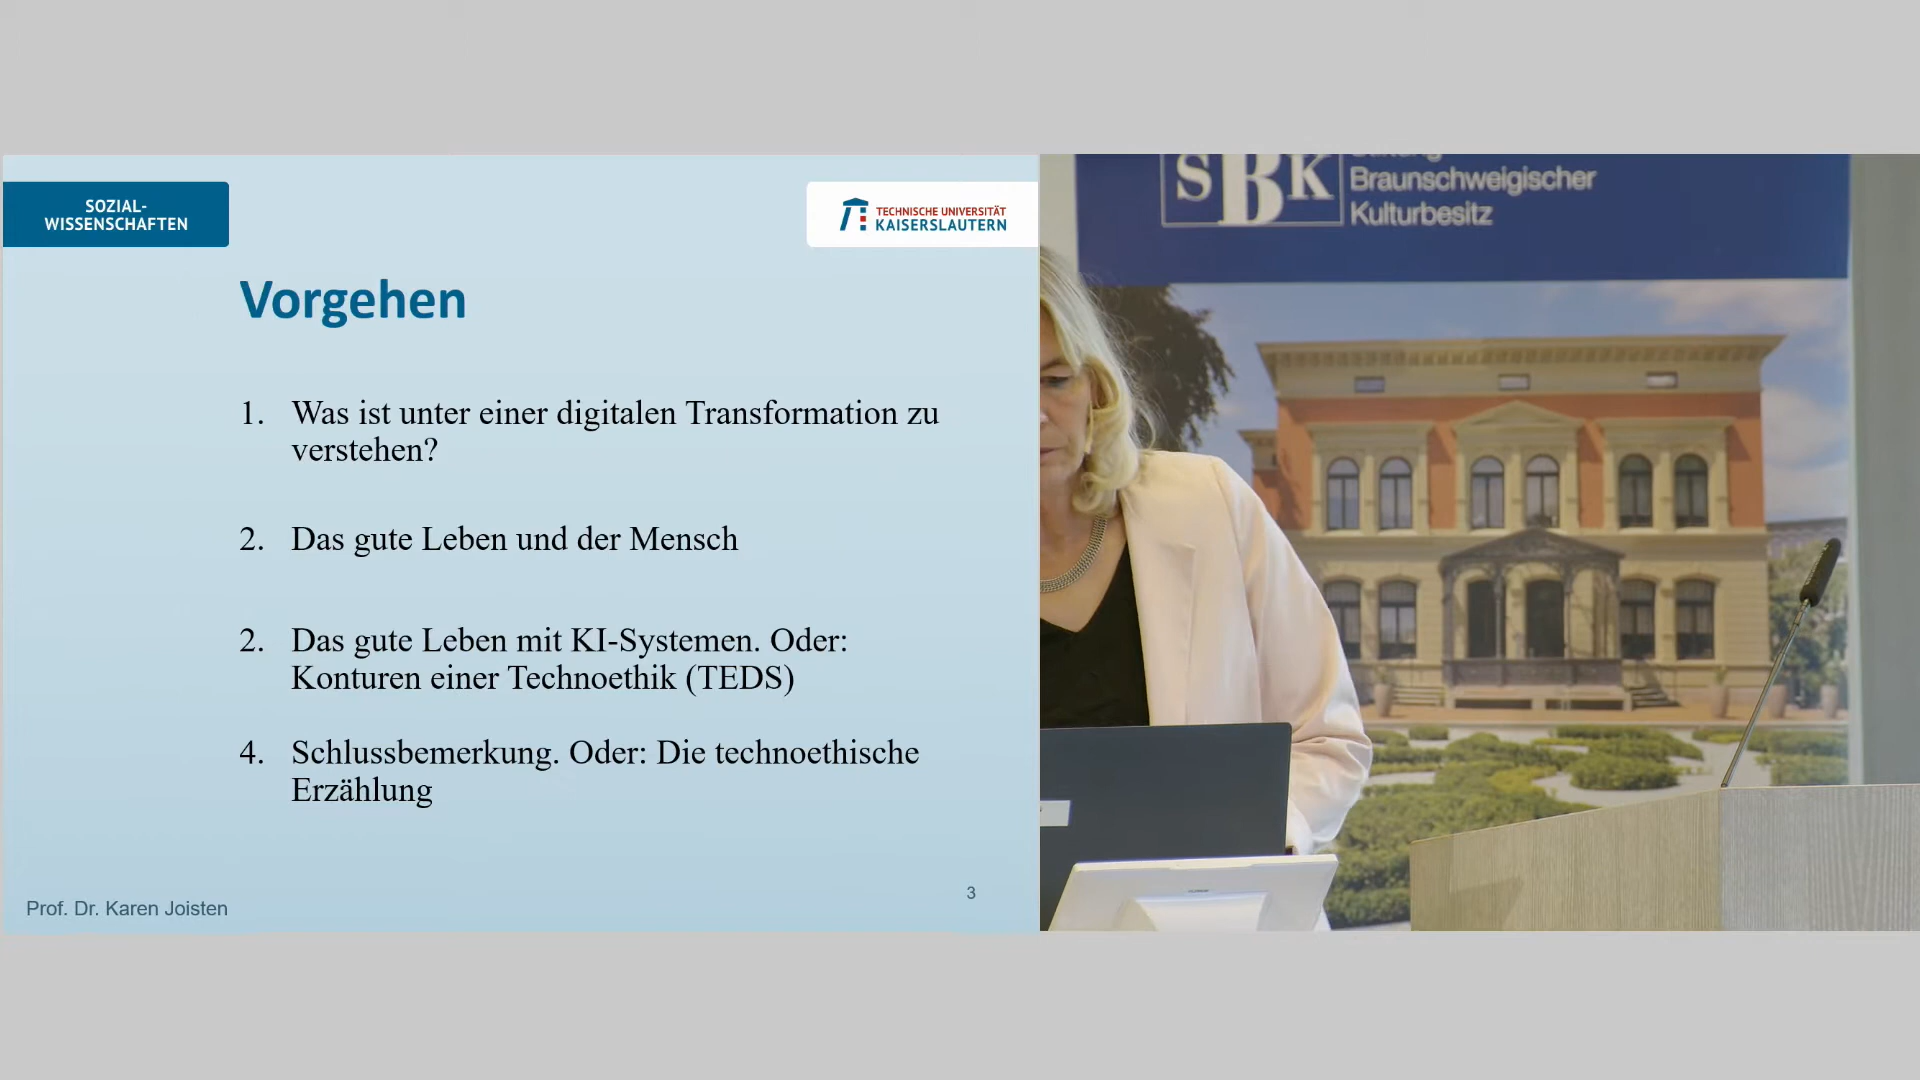 SOZIAL-
WISSENSCHAFTEN
TECHNISCHE UNIVERSITÄT
KAISERSLAUTERN
Vorgehen
1. Was ist unter einer digitalen Transformation zu
verstehen?
2. Das gute Leben und der Mensch
2. Das gute Leben mit KI-Systemen. Oder:
Konturen einer Technoethik (TEDS)
4. Schlussbemerkung. Oder: Die technoethische
Erzählung
3
Prof. Dr. Karen Joisten
SBK
Braunschweigischer
Kulturbesitz